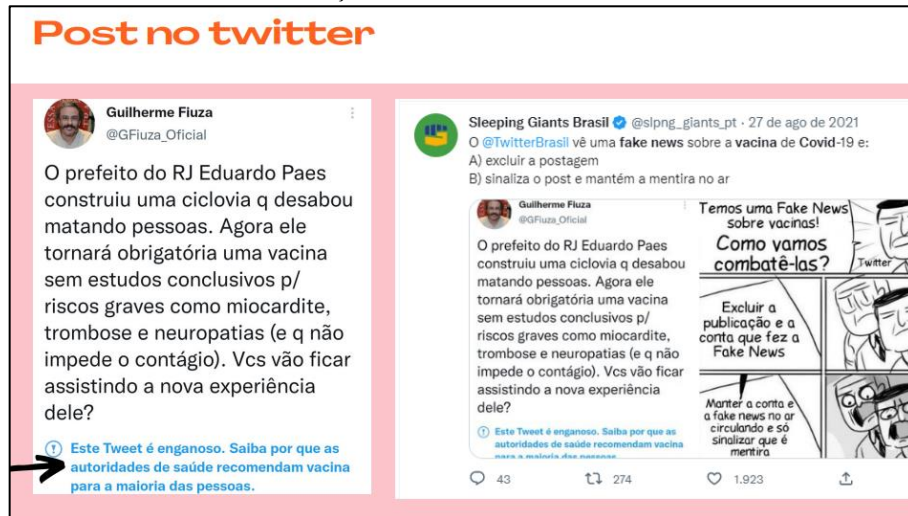 Post no twitter
Guilherme Fiuza
@GFiuza_Oficial
O prefeito do RJ Eduardo Paes
construiu uma ciclovia q desabou
matando pessoas. Agora ele
tornará obrigatória uma vacina
sem estudos conclusivos p/
riscos graves como miocardite,
trombose e neuropatias (e q não
impede o contágio). Vcs vão ficar
assistindo a nova experiência
dele?
Este Tweet é enganoso. Saiba por que as
autoridades de saúde recomendam vacina
para a maioria das pessoas.
Sleeping Giants Brasil @slpng_giants_pt · 27 de ago de 2021
O @TwitterBrasil vê uma fake news sobre a vacina de Covid-19 e:
A) excluir a postagem
B) sinaliza o post e mantém a mentira no ar
Guilherme Fiuza
@GFiuza_Oficial
O prefeito do RJ Eduardo Paes
construiu uma ciclovia q desabou
matando pessoas. Agora ele
tornará obrigatória uma vacina
sem estudos conclusivos p/
riscos graves como miocardite,
trombose e neuropatias (e q não
impede o contágio). Vcs vão ficar
assistindo a nova experiência
dele?
Este Tweet é enganoso. Saiba por que as
autoridades de saúde recomendam vacina
para a maioria das pessoas.
Temos uma Fake News
sobre vacinas!
Como vamos
combatê-las?
Twitter
Excluir a
publicação e a
conta que fez a
Fake News
Manter a conta e
a fake news no ar
circulando e só
sinalizar que é
mentira
43
274
1.923